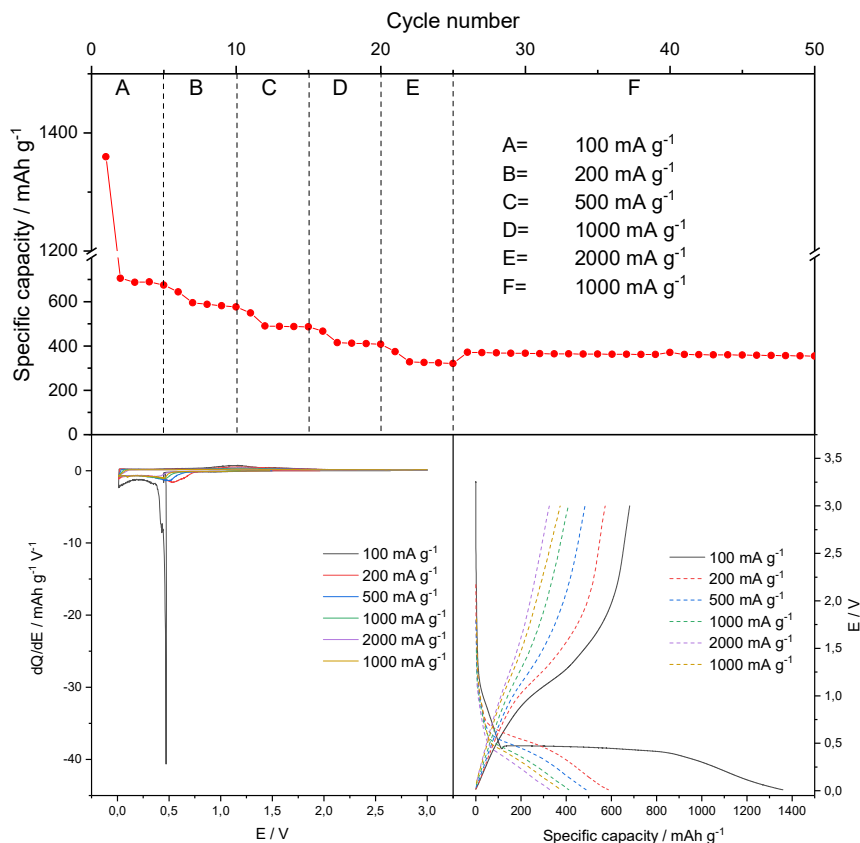 Cycle number
0 10 20 30 40 50
A B C D E F
1400
1200
600
400
200
0
Specific capacity / mAh g⁻¹
A= 100 mA g⁻¹
B= 200 mA g⁻¹
C= 500 mA g⁻¹
D= 1000 mA g⁻¹
E= 2000 mA g⁻¹
F= 1000 mA g⁻¹
0
-10
-20
-30
-40
dQ/dE / mAh g⁻¹ V⁻¹
100 mA g⁻¹
200 mA g⁻¹
500 mA g⁻¹
1000 mA g⁻¹
2000 mA g⁻¹
1000 mA g⁻¹
0,0 0,5 1,0 1,5 2,0 2,5 3,0
E / V
3,5
3,0
2,5
2,0
1,5
1,0
0,5
0,0
E / V
100 mA g⁻¹
200 mA g⁻¹
500 mA g⁻¹
1000 mA g⁻¹
2000 mA g⁻¹
1000 mA g⁻¹
0 200 400 600 800 1000 1200 1400
Specific capacity / mAh g⁻¹